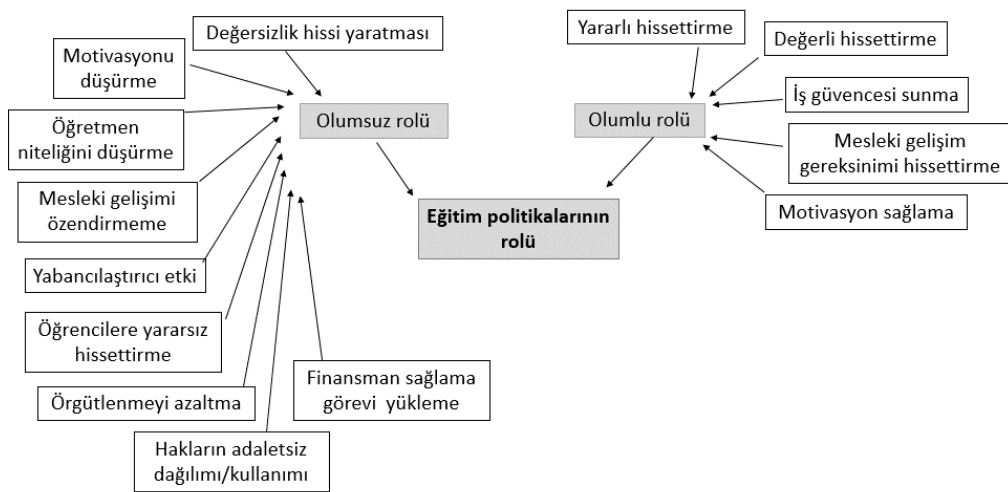 Değersizlik hissi yaratması
Motivasyonu
düşürme
Öğretmen
niteliğini düşürme
Mesleki gelişimi
özendirmeme
Yabancılaştırıcı etki
Öğrencilere yararsız
hissettirme
Örgütlenmeyi azaltma
Hakların adaletsiz
dağılımı/kullanımı
Finansman sağlama
görevi yükleme
Olumsuz rolü
Eğitim politikalarının
rolü
Olumlu rolü
Yararlı hissettirme
Değerli hissettirme
İş güvencesi sunma
Mesleki gelişim
gereksinimi hissettirme
Motivasyon sağlama